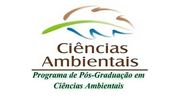 Ciências
Ambientais
Programa de Pós-Graduação em
Ciências Ambientais